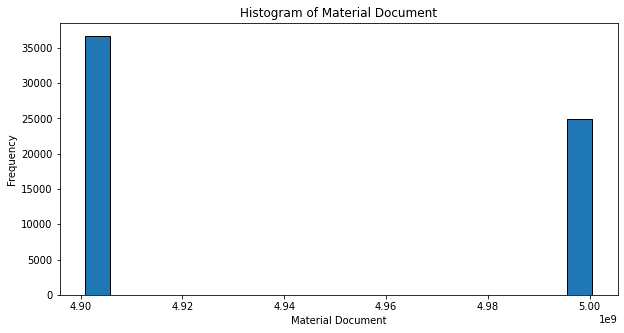 Histogram of Material Document
35000
30000
25000
20000
15000
10000
5000
0
Frequency
4.90 4.92 4.94 4.96 4.98 5.00
1e9
Material Document